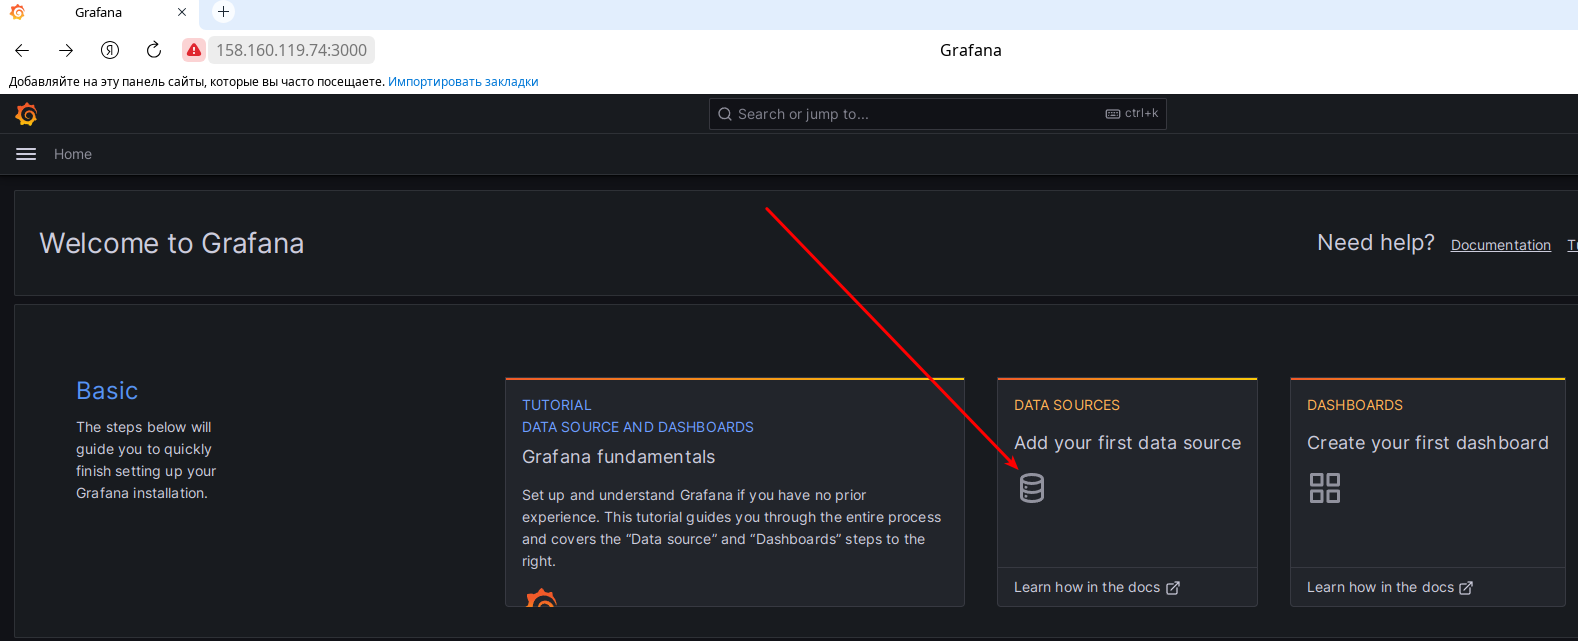 Grafana
158.160.119.74:3000
Grafana
Добавляйте на эту панель сайты, которые вы часто посещаете. Импортировать закладки
Search or jump to...
ctrl+k
Home
Welcome to Grafana
Need help?
Documentation
Basic
The steps below will
guide you to quickly
finish setting up your
Grafana installation.
TUTORIAL
DATA SOURCE AND DASHBOARDS
Grafana fundamentals
Set up and understand Grafana if you have no prior
experience. This tutorial guides you through the entire process
and covers the “Data source” and “Dashboards” steps to the
right.
DATA SOURCES
Add your first data source
Learn how in the docs
DASHBOARDS
Create your first dashboard
Learn how in the docs